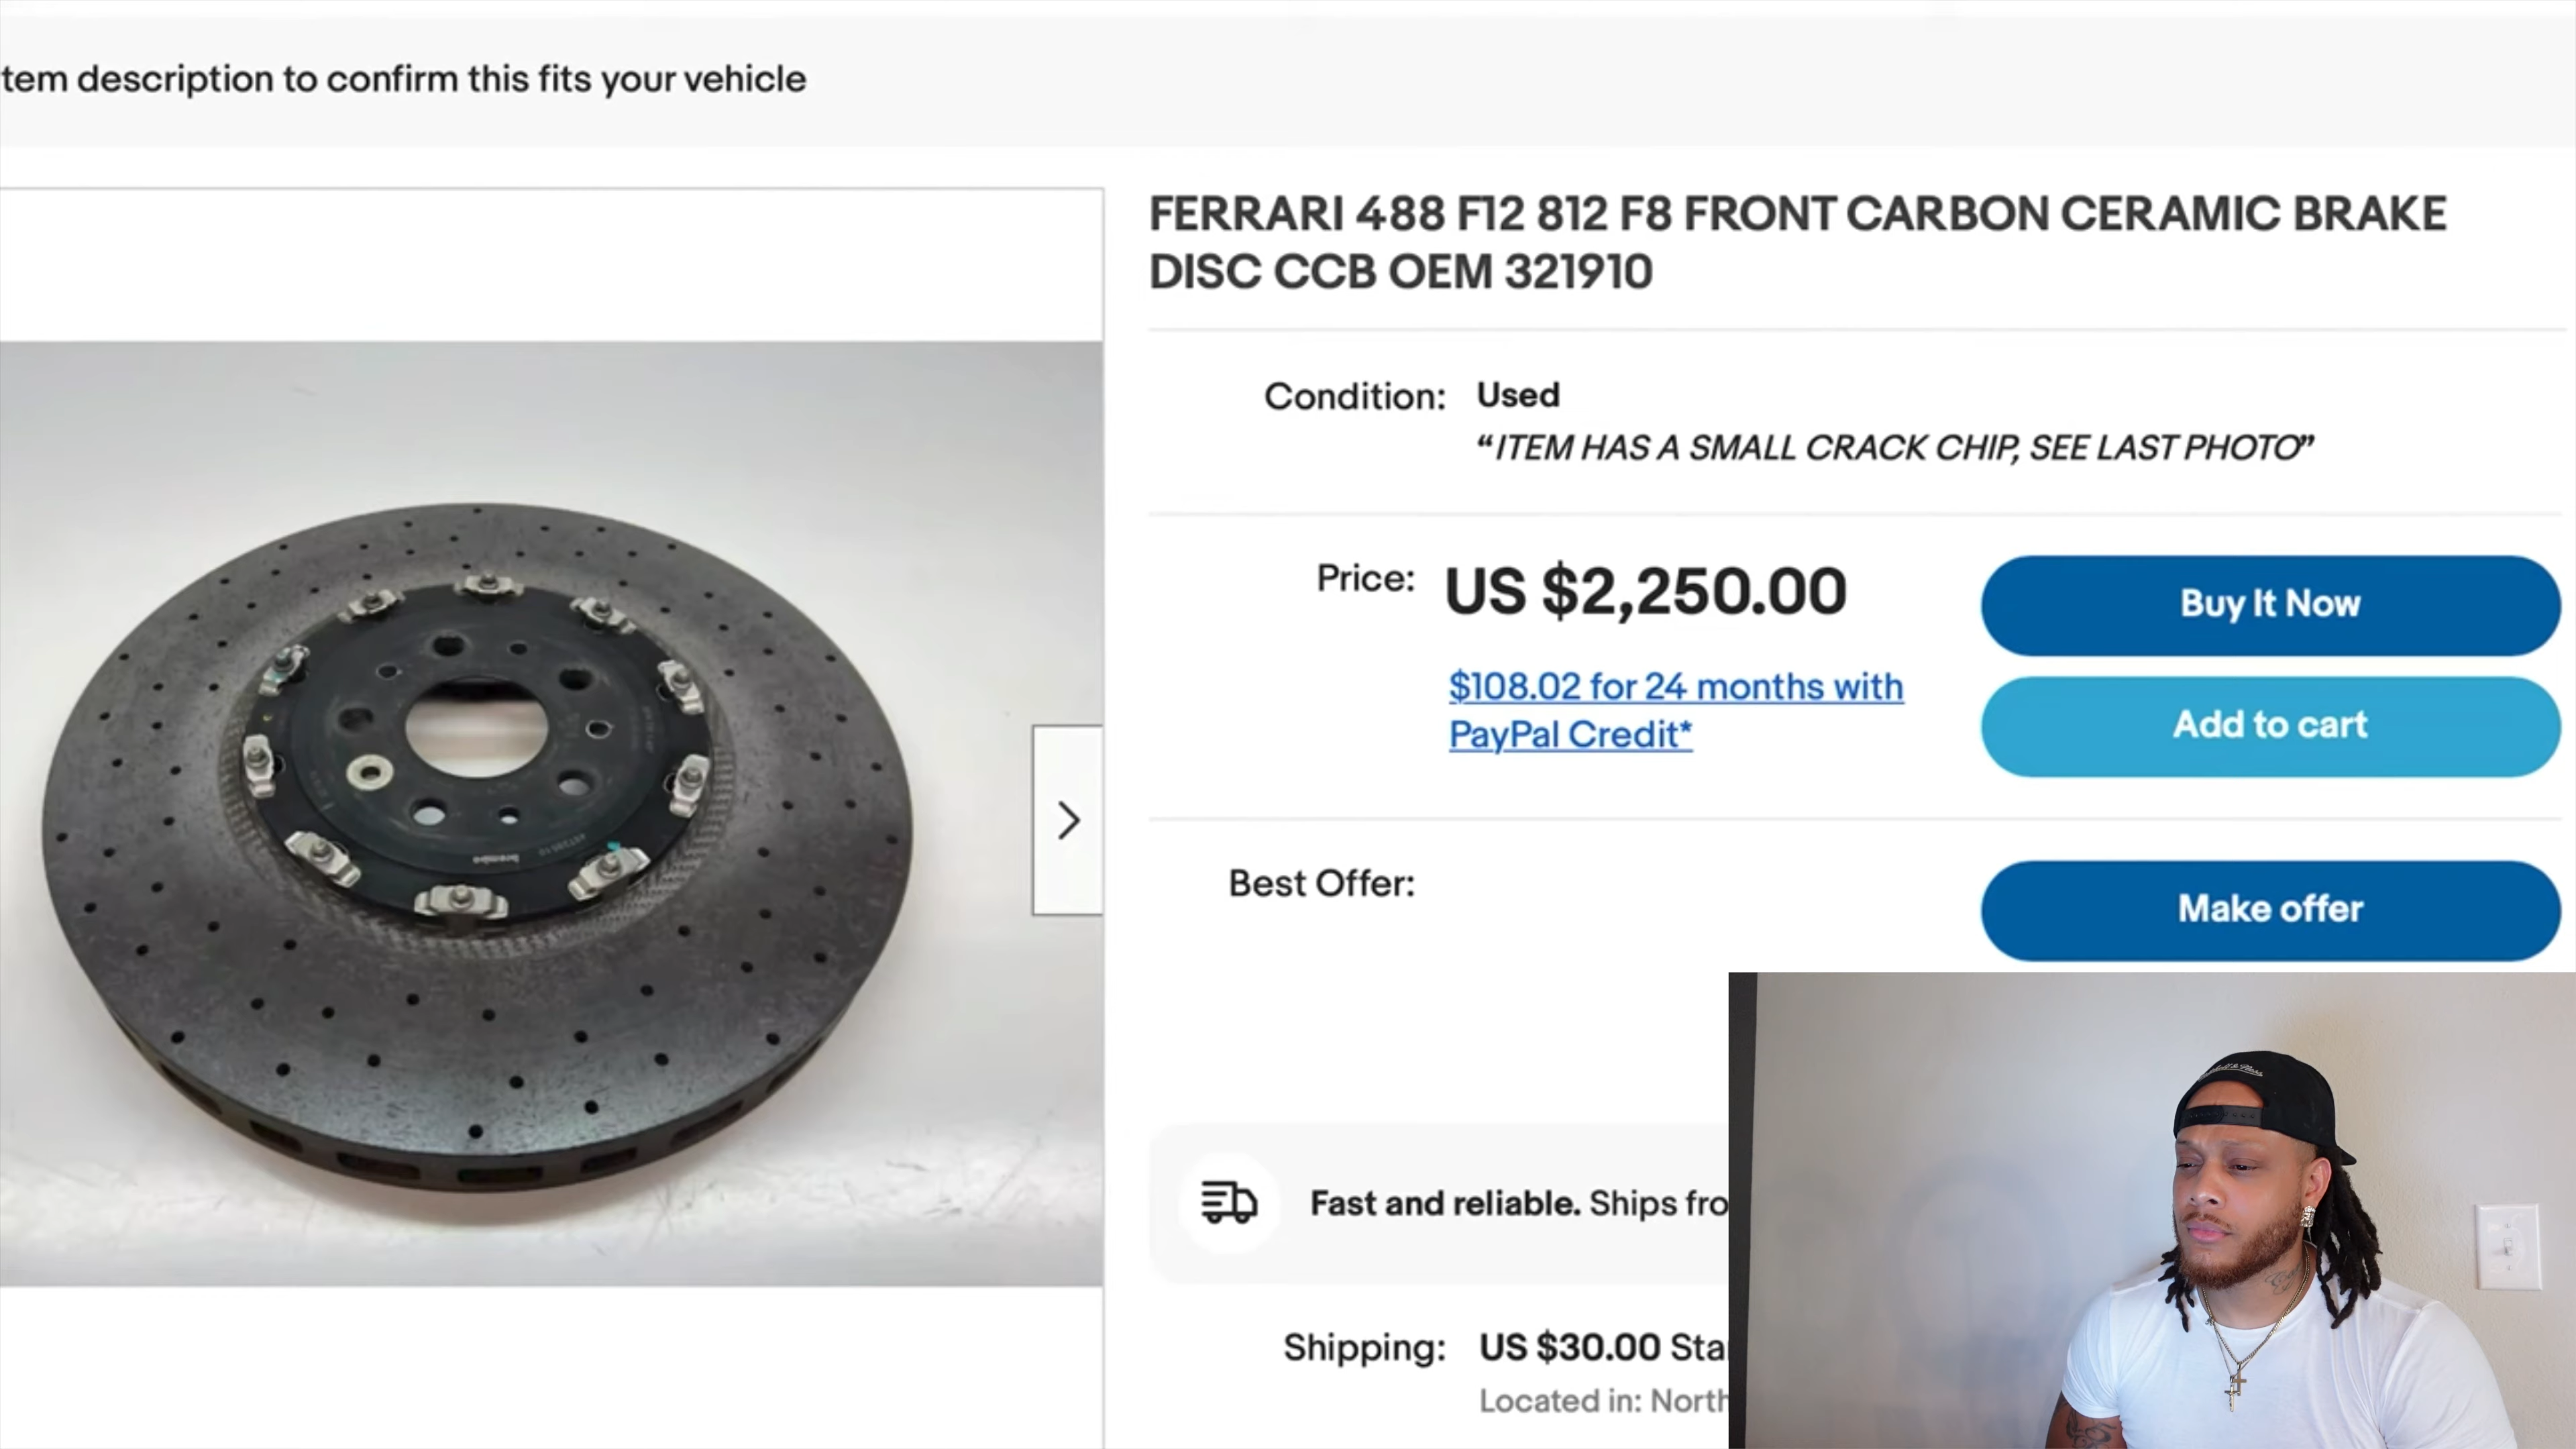 tem description to confirm this fits your vehicle
FERRARI 488 F12 812 F8 FRONT CARBON CERAMIC BRAKE
DISC CCB OEM 321910
Condition: Used
“ITEM HAS A SMALL CRACK CHIP, SEE LAST PHOTO”
Price: US $2,250.00
Buy It Now
$108.02 for 24 months with
PayPal Credit*
Add to cart
Best Offer:
Make offer
brembo
Fast and reliable. Ships fro
Shipping: US $30.00 Sta
Located in: North